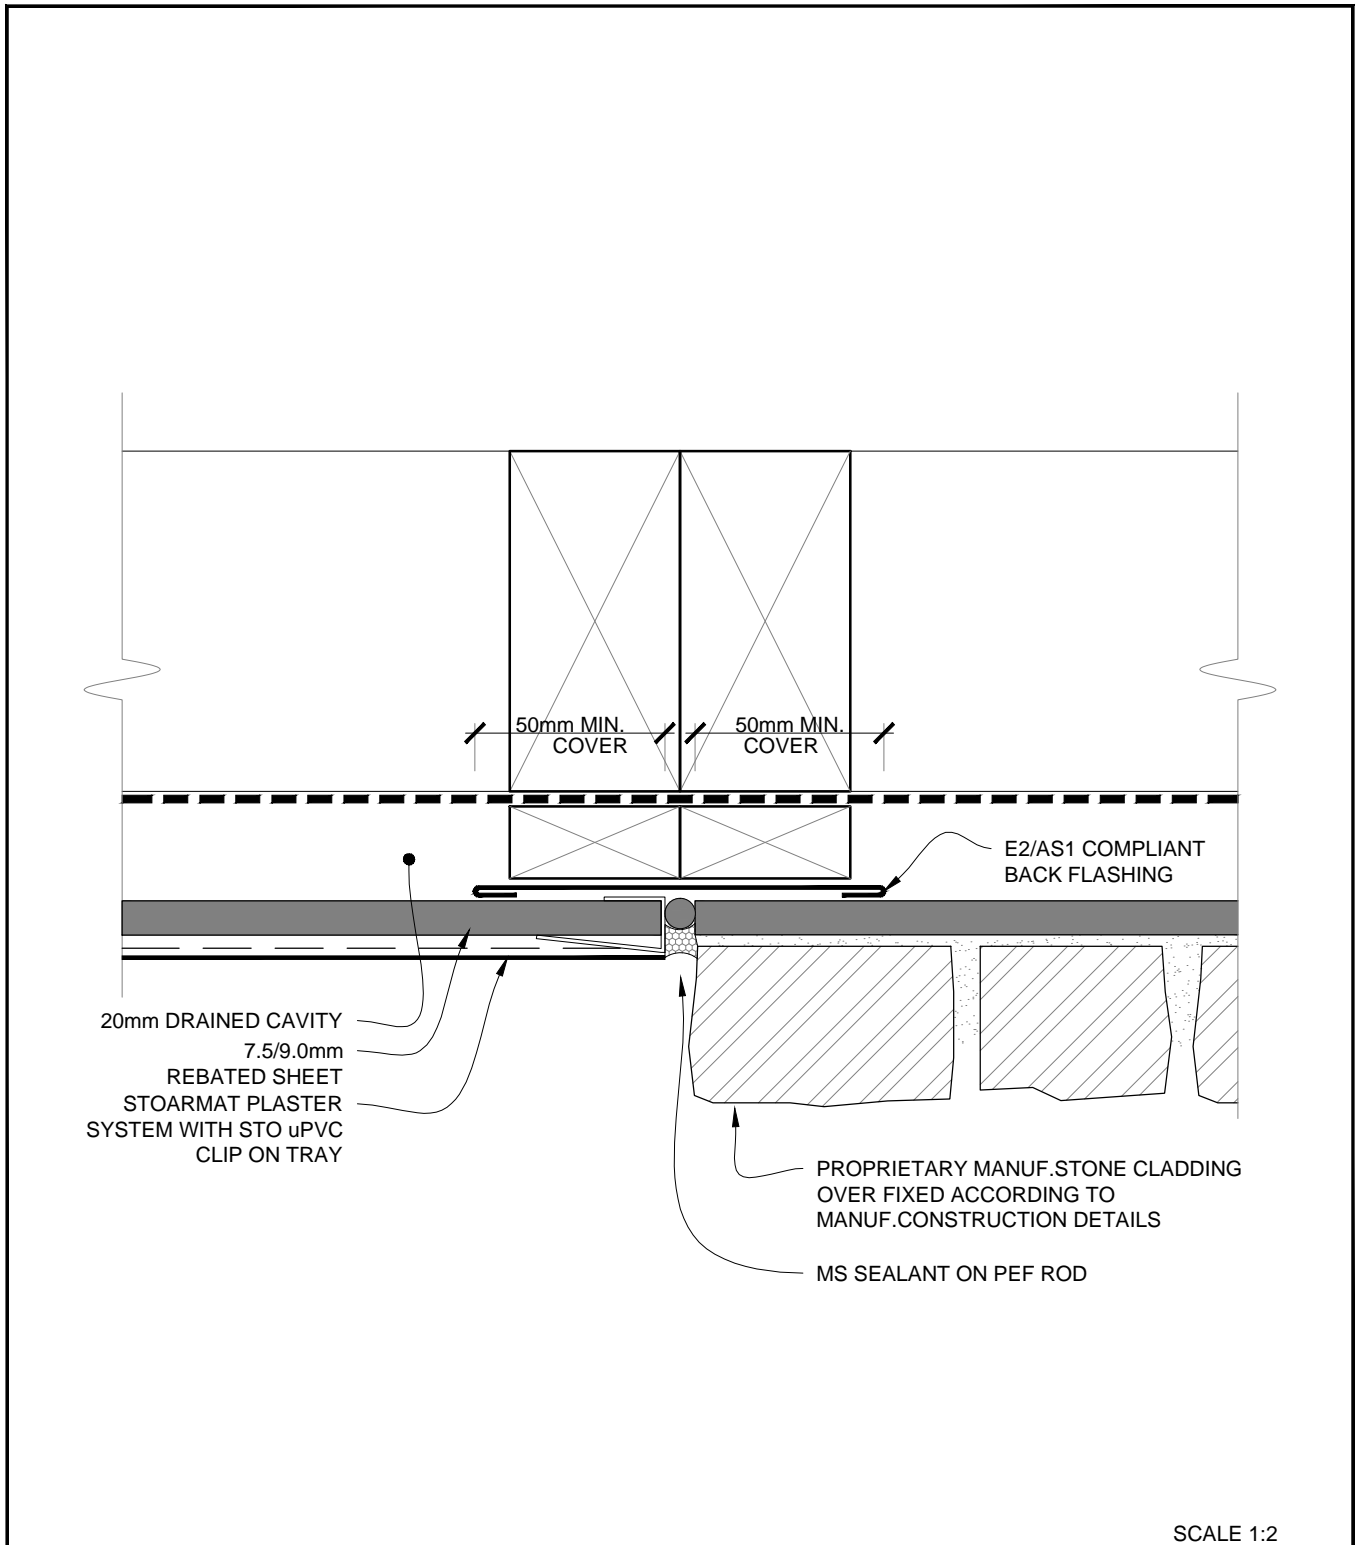 50mm MIN.
COVER
50mm MIN.
COVER
E2/AS1 COMPLIANT
BACK FLASHING
20mm DRAINED CAVITY
7.5/9.0mm
REBATED SHEET
STOARMAT PLASTER
SYSTEM WITH STO uPVC
CLIP ON TRAY
PROPRIETARY MANUF.STONE CLADDING
OVER FIXED ACCORDING TO
MANUF.CONSTRUCTION DETAILS
MS SEALANT ON PEF ROD
SCALE 1:2